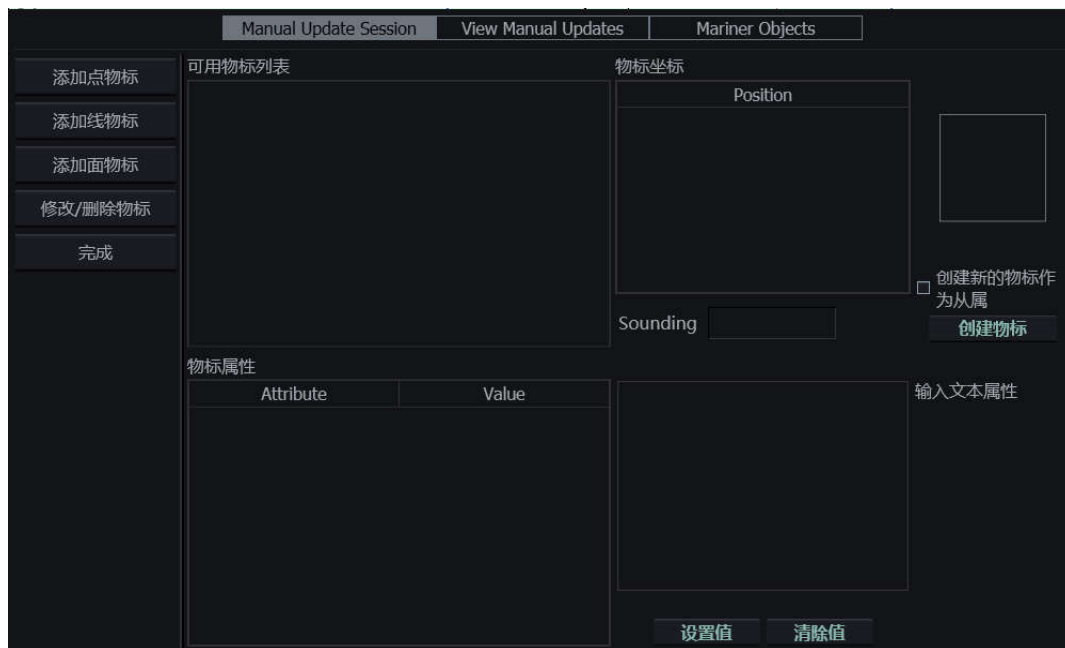 Manual Update Session View Manual Updates Mariner Objects
添加点物标
添加线物标
添加面物标
修改/删除物标
完成
可用物标列表
物标坐标
Position
创建新的物标作
为从属
Sounding
创建物标
物标属性
Attribute Value
输入文本属性
设置值 清除值